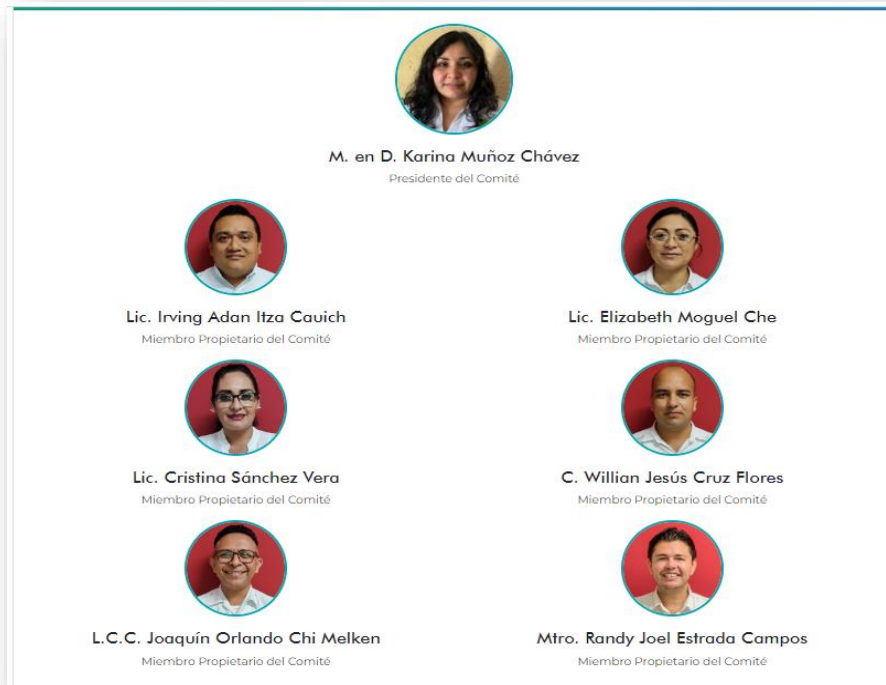 M. en D. Karina Muñoz Chávez
Presidente del Comité
Lic. Irving Adan Itza Cauich
Miembro Propietario del Comité
Lic. Elizabeth Moguel Che
Miembro Propietario del Comité
Lic. Cristina Sánchez Vera
Miembro Propietario del Comité
C. Willian Jesús Cruz Flores
Miembro Propietario del Comité
L.C.C. Joaquín Orlando Chi Melken
Miembro Propietario del Comité
Mtro. Randy Joel Estrada Campos
Miembro Propietario del Comité